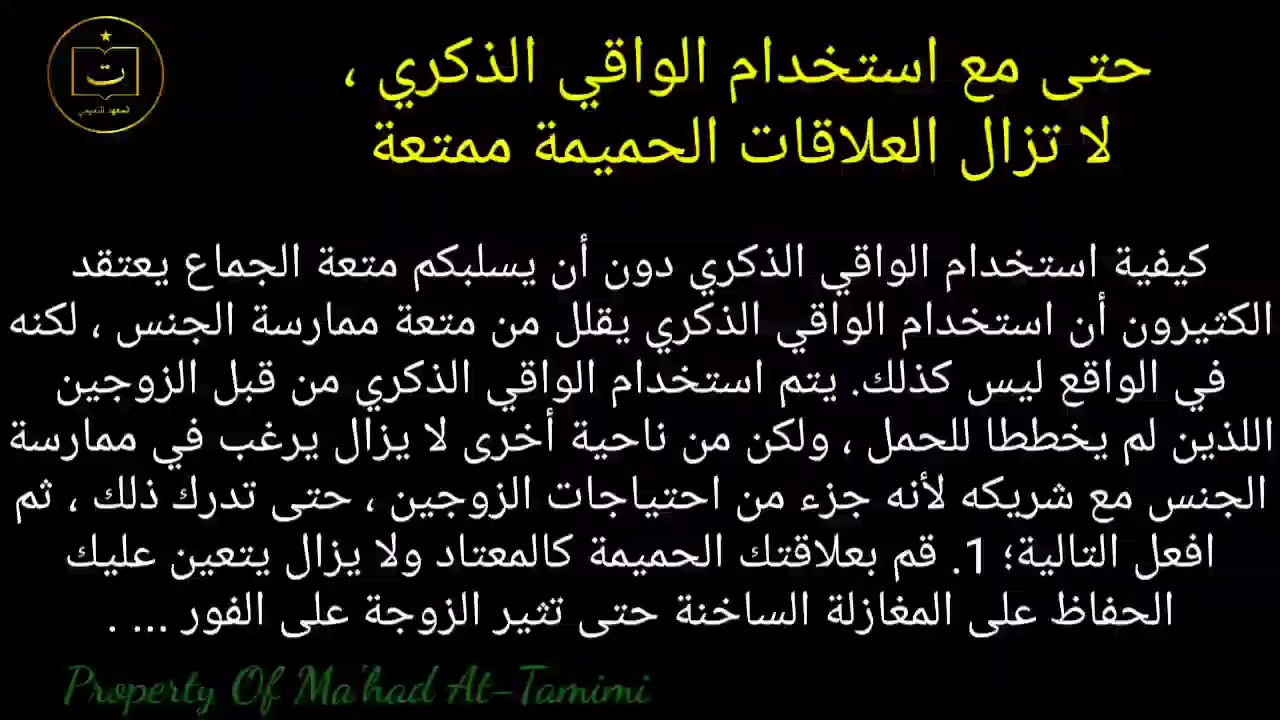 حتى مع استخدام الواقي الذكري ،
لا تزال العلاقات الحميمة ممتعة
ت
المعهد التميمي
كيفية استخدام الواقي الذكري دون أن يسلبكم متعة الجماع يعتقد
الكثيرون أن استخدام الواقي الذكري يقلل من متعة ممارسة الجنس ، لكنه
في الواقع ليس كذلك. يتم استخدام الواقي الذكري من قبل الزوجين
اللذين لم يخططا للحمل ، ولكن من ناحية أخرى لا يزال يرغب في ممارسة
الجنس مع شريكه لأنه جزء من احتياجات الزوجين ، حتى تدرك ذلك ، ثم
افعل التالية؛ 1. قم بعلاقتك الحميمة كالمعتاد ولا يزال يتعين عليك
الحفاظ على المغازلة الساخنة حتى تثير الزوجة على الفور ... .
Property Of Ma'had At-Tamimi